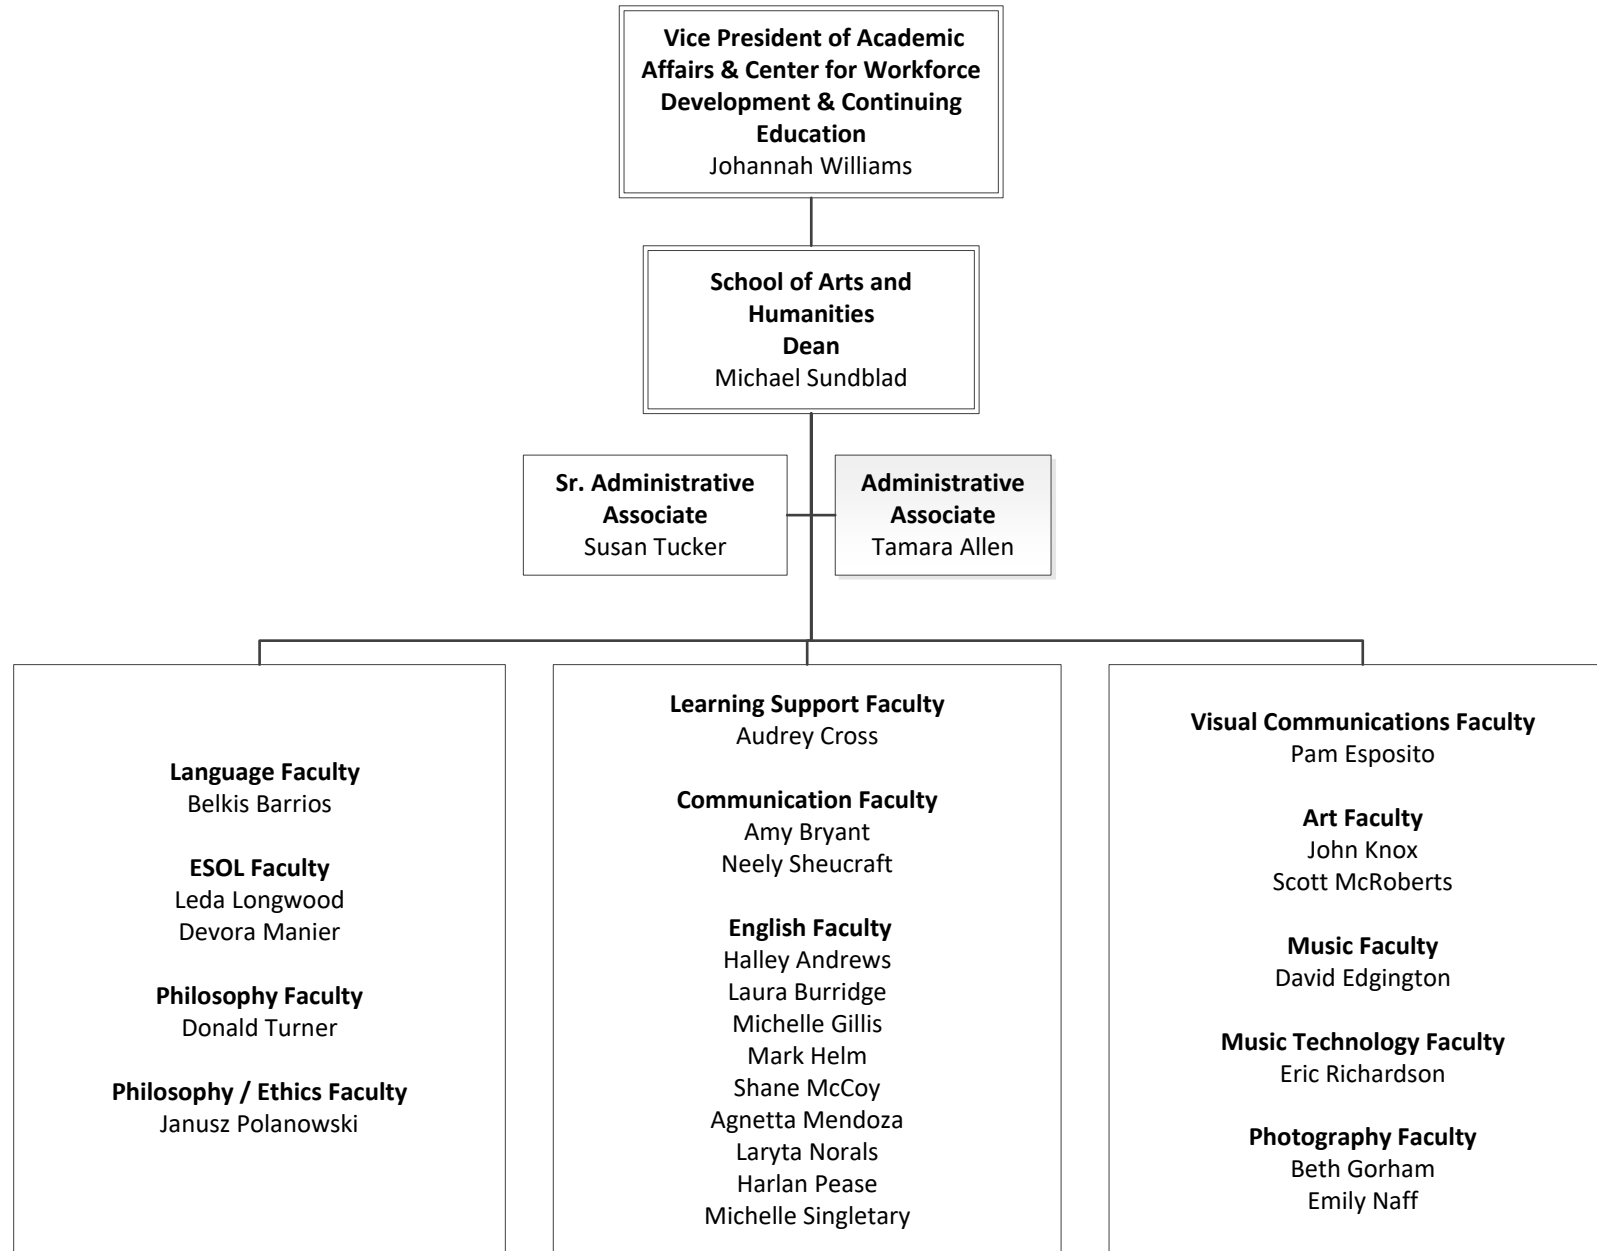 Vice President of Academic
Affairs & Center for Workforce
Development & Continuing
Education
Johannah Williams
School of Arts and
Humanities
Dean
Michael Sundblad
Sr. Administrative
Associate
Susan Tucker
Administrative
Associate
Tamara Allen
Language Faculty
Belkis Barrios
ESOL Faculty
Leda Longwood
Devora Manier
Philosophy Faculty
Donald Turner
Philosophy / Ethics Faculty
Janusz Polanowski
Learning Support Faculty
Audrey Cross
Communication Faculty
Amy Bryant
Neely Sheucraft
English Faculty
Halley Andrews
Laura Burridge
Michelle Gillis
Mark Helm
Shane McCoy
Agnetta Mendoza
Laryta Norals
Harlan Pease
Michelle Singletary
Visual Communications Faculty
Pam Esposito
Art Faculty
John Knox
Scott McRoberts
Music Faculty
David Edgington
Music Technology Faculty
Eric Richardson
Photography Faculty
Beth Gorham
Emily Naff